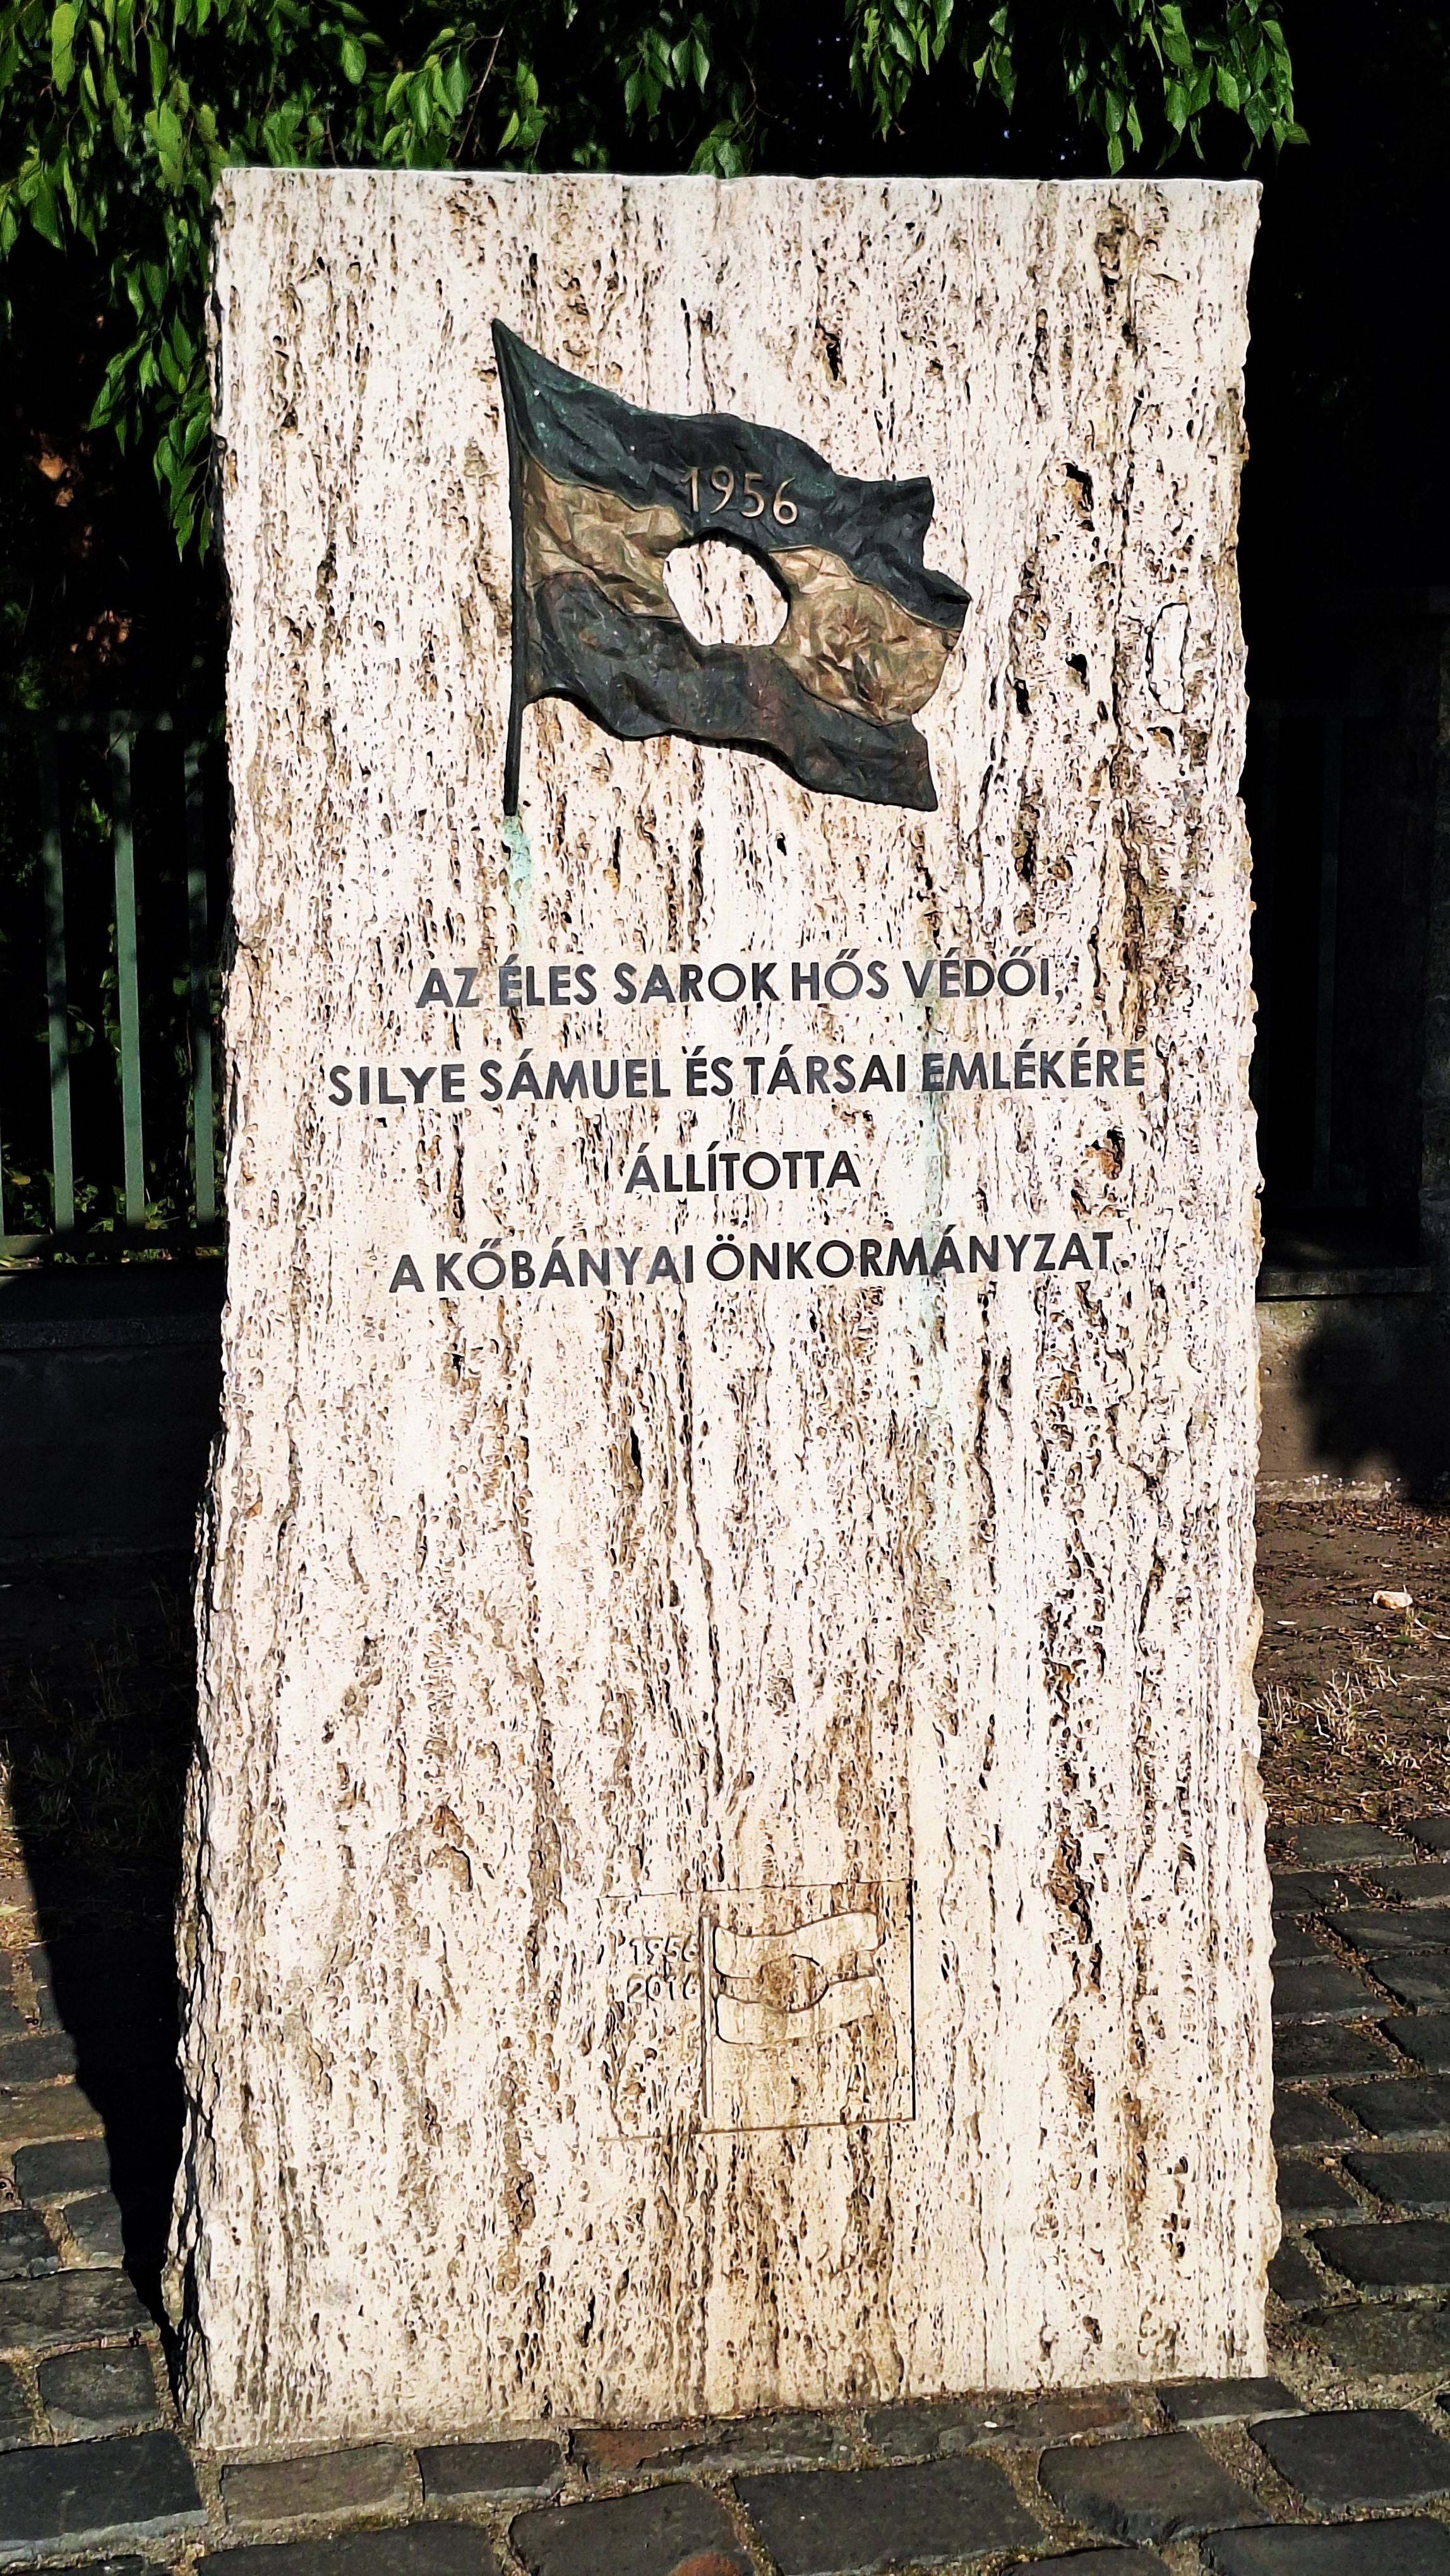 1956
AZ ÉLES SAROK HŐS VÉDŐI,
SILYE SÁMUEL ÉS TÁRSAI EMLÉKÉRE
ÁLLÍTOTTA
A KŐBÁNYAI ÖNKORMÁNYZAT.
1956
2016